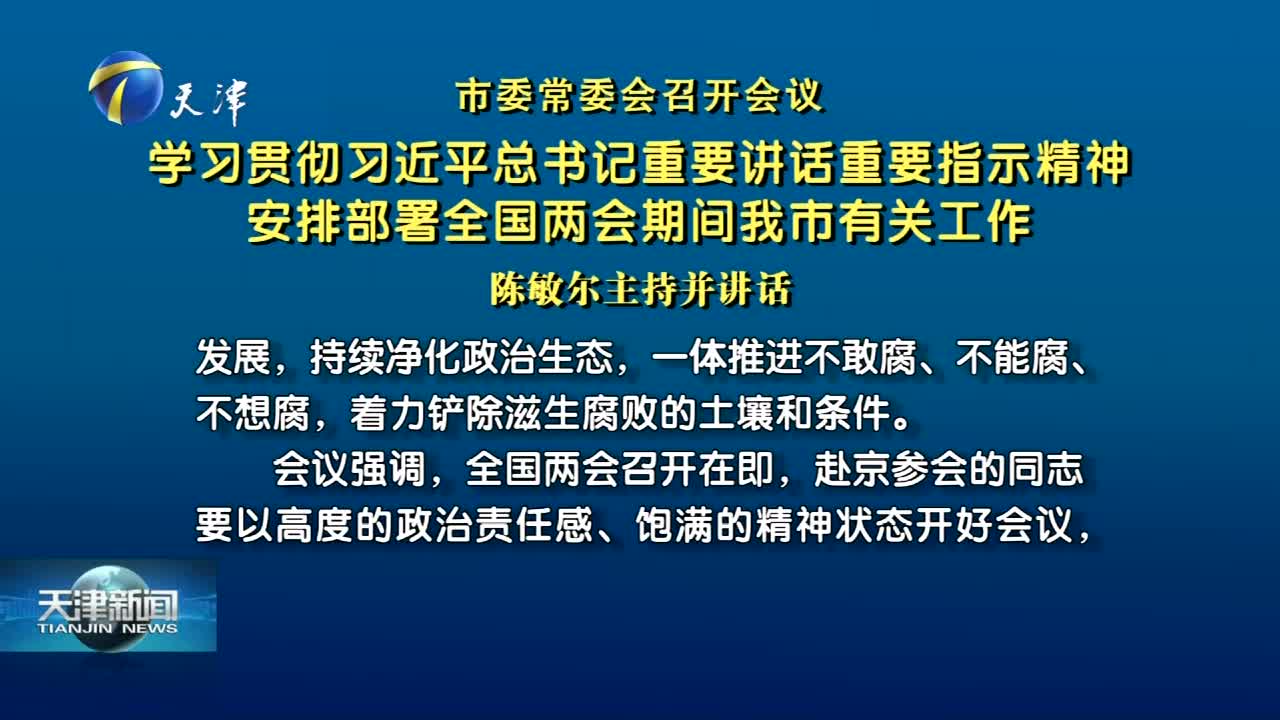 天津
市委常委会召开会议
学习贯彻习近平总书记重要讲话重要指示精神
安排部署全国两会期间我市有关工作
陈敏尔主持并讲话
发展，持续净化政治生态，一体推进不敢腐、不能腐、
不想腐，着力铲除滋生腐败的土壤和条件。
会议强调，全国两会召开在即，赴京参会的同志
要以高度的政治责任感、饱满的精神状态开好会议，
天津新闻
TIANJIN NEWS